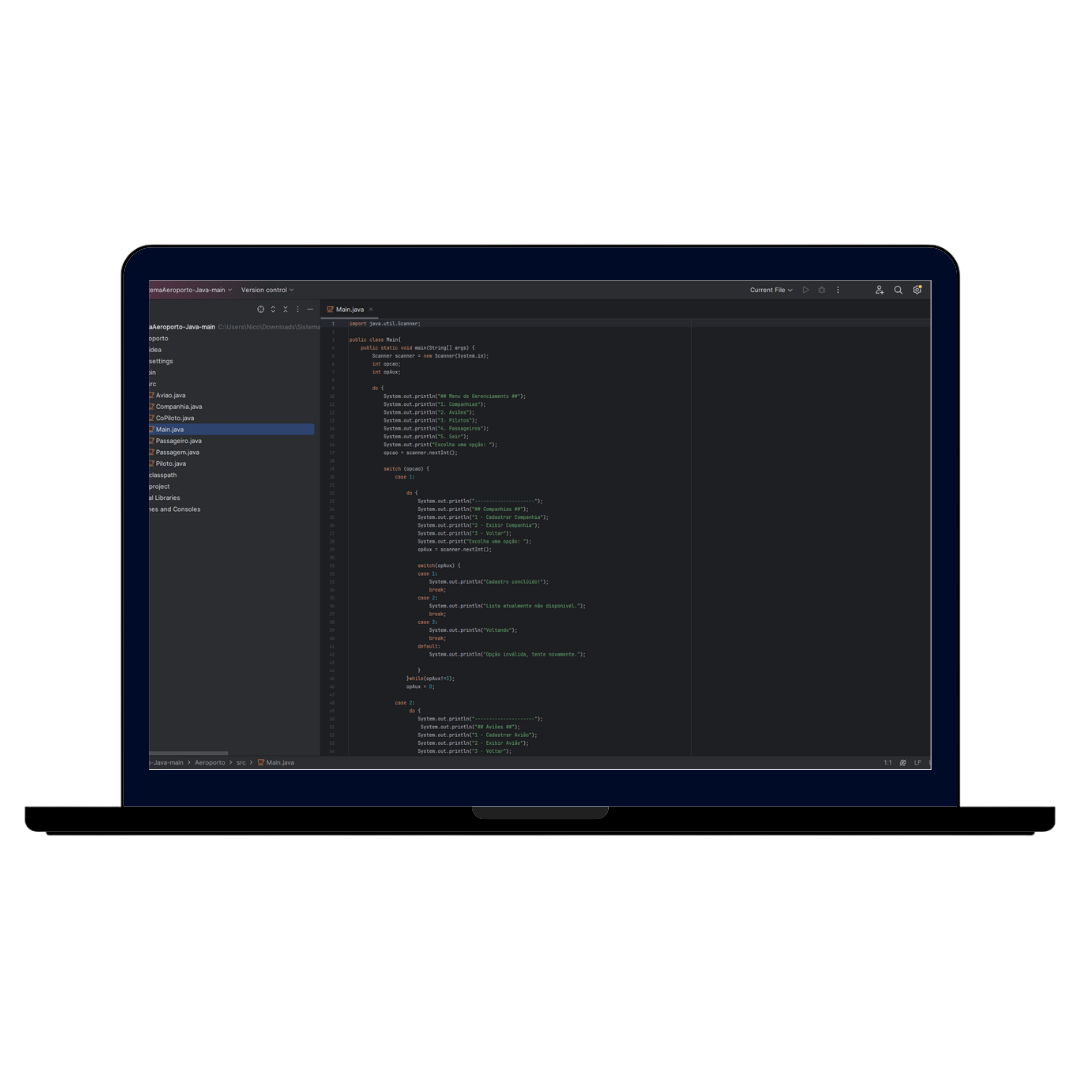 emaAeroporto-Java-main
Version control
Current File
aAeroporto-Java-main C:\Users\Nico\Downloads\Sistema
oporto
idea
settings
in
src
Aviao.java
Companhia.java
CoPiloto.java
Main.java
Passageiro.java
Passagem.java
Piloto.java
classpath
project
al Libraries
hes and Consoles
Main.java
1 import java.util.Scanner;
public class Main{
public static void main(String[] args) {
Scanner scanner = new Scanner(System.in);
int opcao;
int opAux;
do {
System.out.println("## Menu de Gerenciamento ##");
System.out.println("1. Companhias");
System.out.println("2. Aviões");
System.out.println("3. Pilotos");
System.out.println("4. Passageiros");
System.out.println("5. Sair");
System.out.print("Escolha uma opção: ");
opcao = scanner.nextInt();
switch (opcao) {
case 1:
do {
System.out.println("---------------------");
System.out.println("## Companhias ##");
System.out.println("1 - Cadastrar Companhia");
System.out.println("2 - Exibir Companhia");
System.out.println("3 - Voltar");
System.out.print("Escolha uma opção: ");
opAux = scanner.nextInt();
switch(opAux) {
case 1:
System.out.println("Cadastro concluído!");
break;
case 2:
System.out.println("Lista atualmente não disponível.");
break;
case 3:
System.out.println("Voltando");
break;
default:
System.out.println("Opção inválida, tente novamente.");
}
}while(opAux!=3);
opAux = 0;
case 2:
do {
System.out.println("---------------------");
System.out.println("## Aviões ##");
System.out.println("1 - Cadastrar Avião");
System.out.println("2 - Exibir Avião");
System.out.println("3 - Voltar");
-Java-main > Aeroporto > src > Main.java
1:1 LF